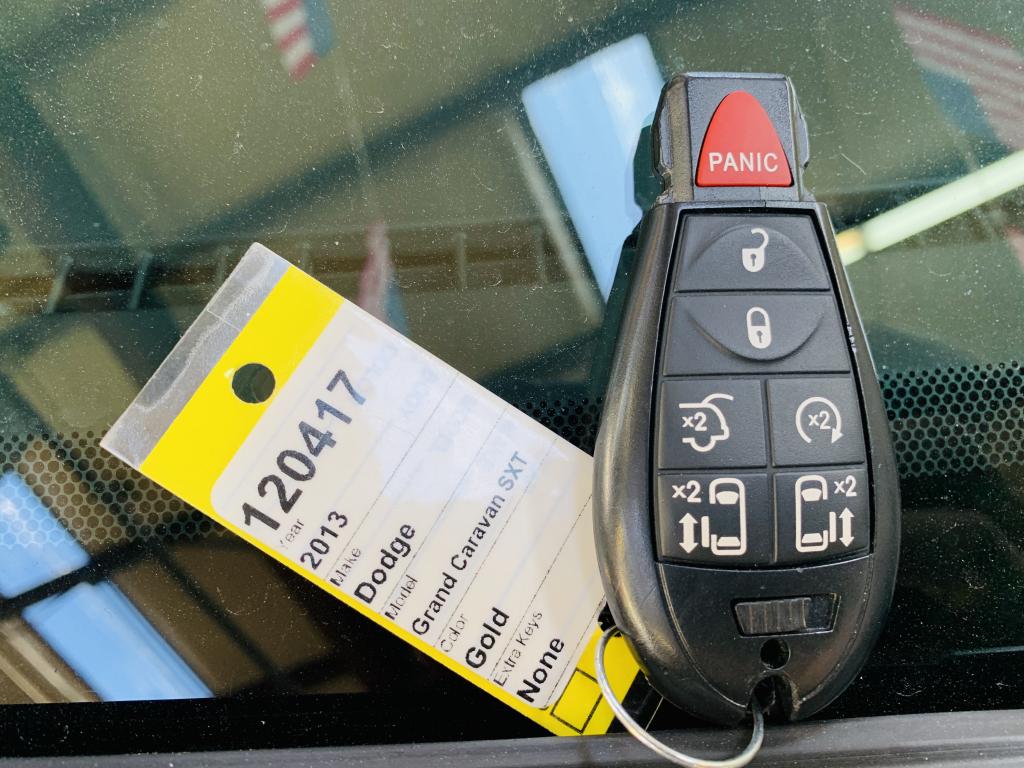 120417
Year
2013
Make
Dodge
Model
Grand Caravan SXT
Color
Gold
Extra Keys
None
PANIC
x2
x2
x2
x2